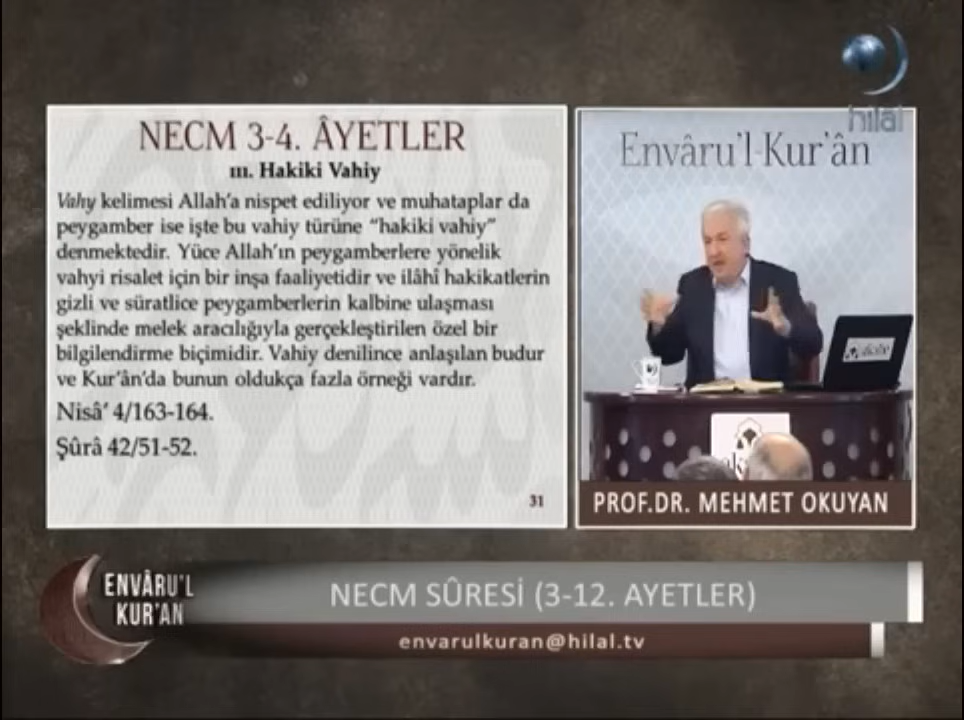 hilal
NECM 3-4. ÂYETLER
III. Hakiki Vahiy
Vahy kelimesi Allah'a nispet ediliyor ve muhataplar da
peygamber ise işte bu vahiy türüne “hakiki vahiy”
denmektedir. Yüce Allah'ın peygamberlere yönelik
vahyi risalet için bir inşa faaliyetidir ve ilâhî hakikatlerin
gizli ve süratlice peygamberlerin kalbine ulaşması
şeklinde melek aracılığıyla gerçekleştirilen özel bir
bilgilendirme biçimidir. Vahiy denilince anlaşılan budur
ve Kur'ân'da bunun oldukça fazla örneği vardır.
Nisâ' 4/163-164.
Şûrâ 42/51-52.
31
Envâru'l-Kur'ân
PROF.DR. MEHMET OKUYAN
ENVÂRU'L
KUR'AN
NECM SÛRESİ (3-12. AYETLER)
envarulkuran@hilal.tv